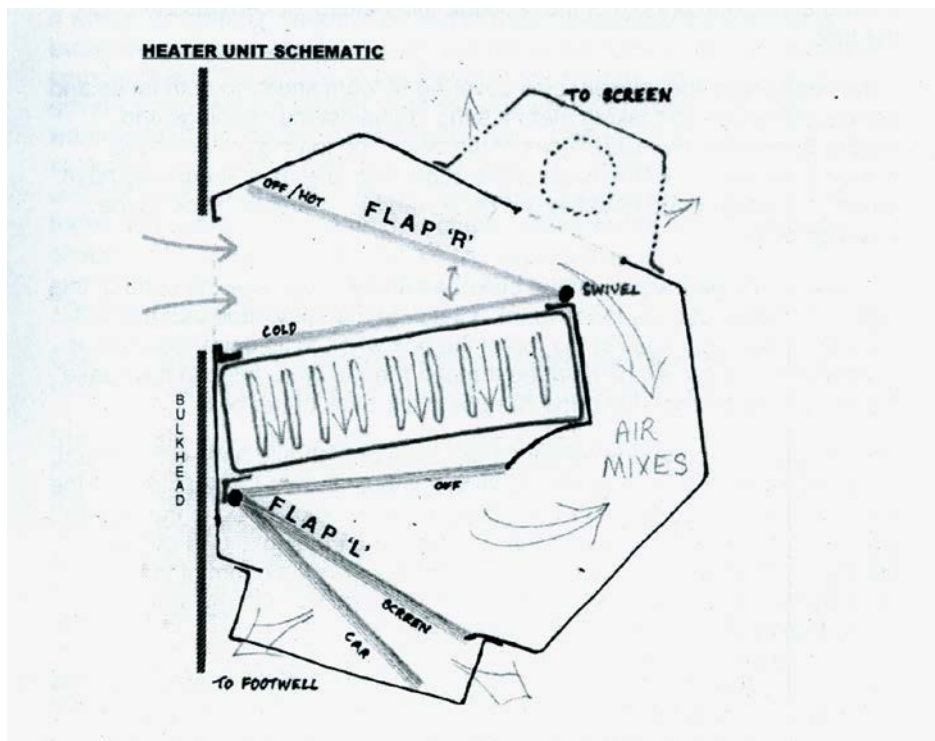 HEATER UNIT SCHEMATIC
TO SCREEN
OFF/HOT
FLAP 'R'
SWIVEL
COLD
BULKHEAD
AIR
MIXES
OFF
FLAP 'L'
SCREEN
CAR
TO FOOTWELL